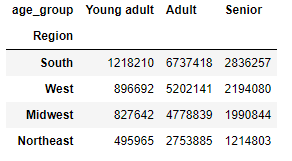 age_group Young adult Adult Senior
Region
South 1218210 6737418 2836257
West 896692 5202141 2194080
Midwest 827642 4778839 1990844
Northeast 495965 2753885 1214803